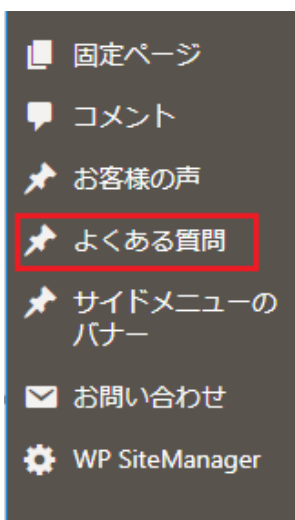 固定ページ
コメント
お客様の声
よくある質問
サイドメニューの
バナー
お問い合わせ
WP SiteManager